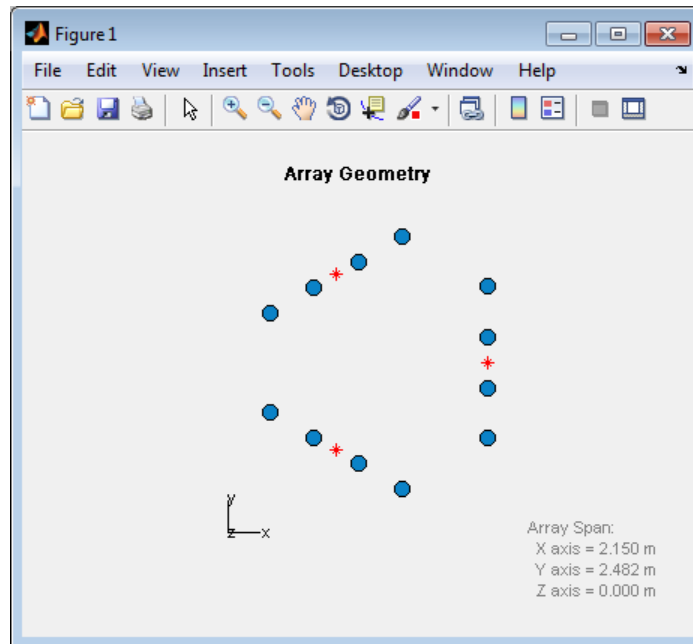 Figure 1
File Edit View Insert Tools Desktop Window Help
Array Geometry
y
z x
Array Span:
X axis = 2.150 m
Y axis = 2.482 m
Z axis = 0.000 m